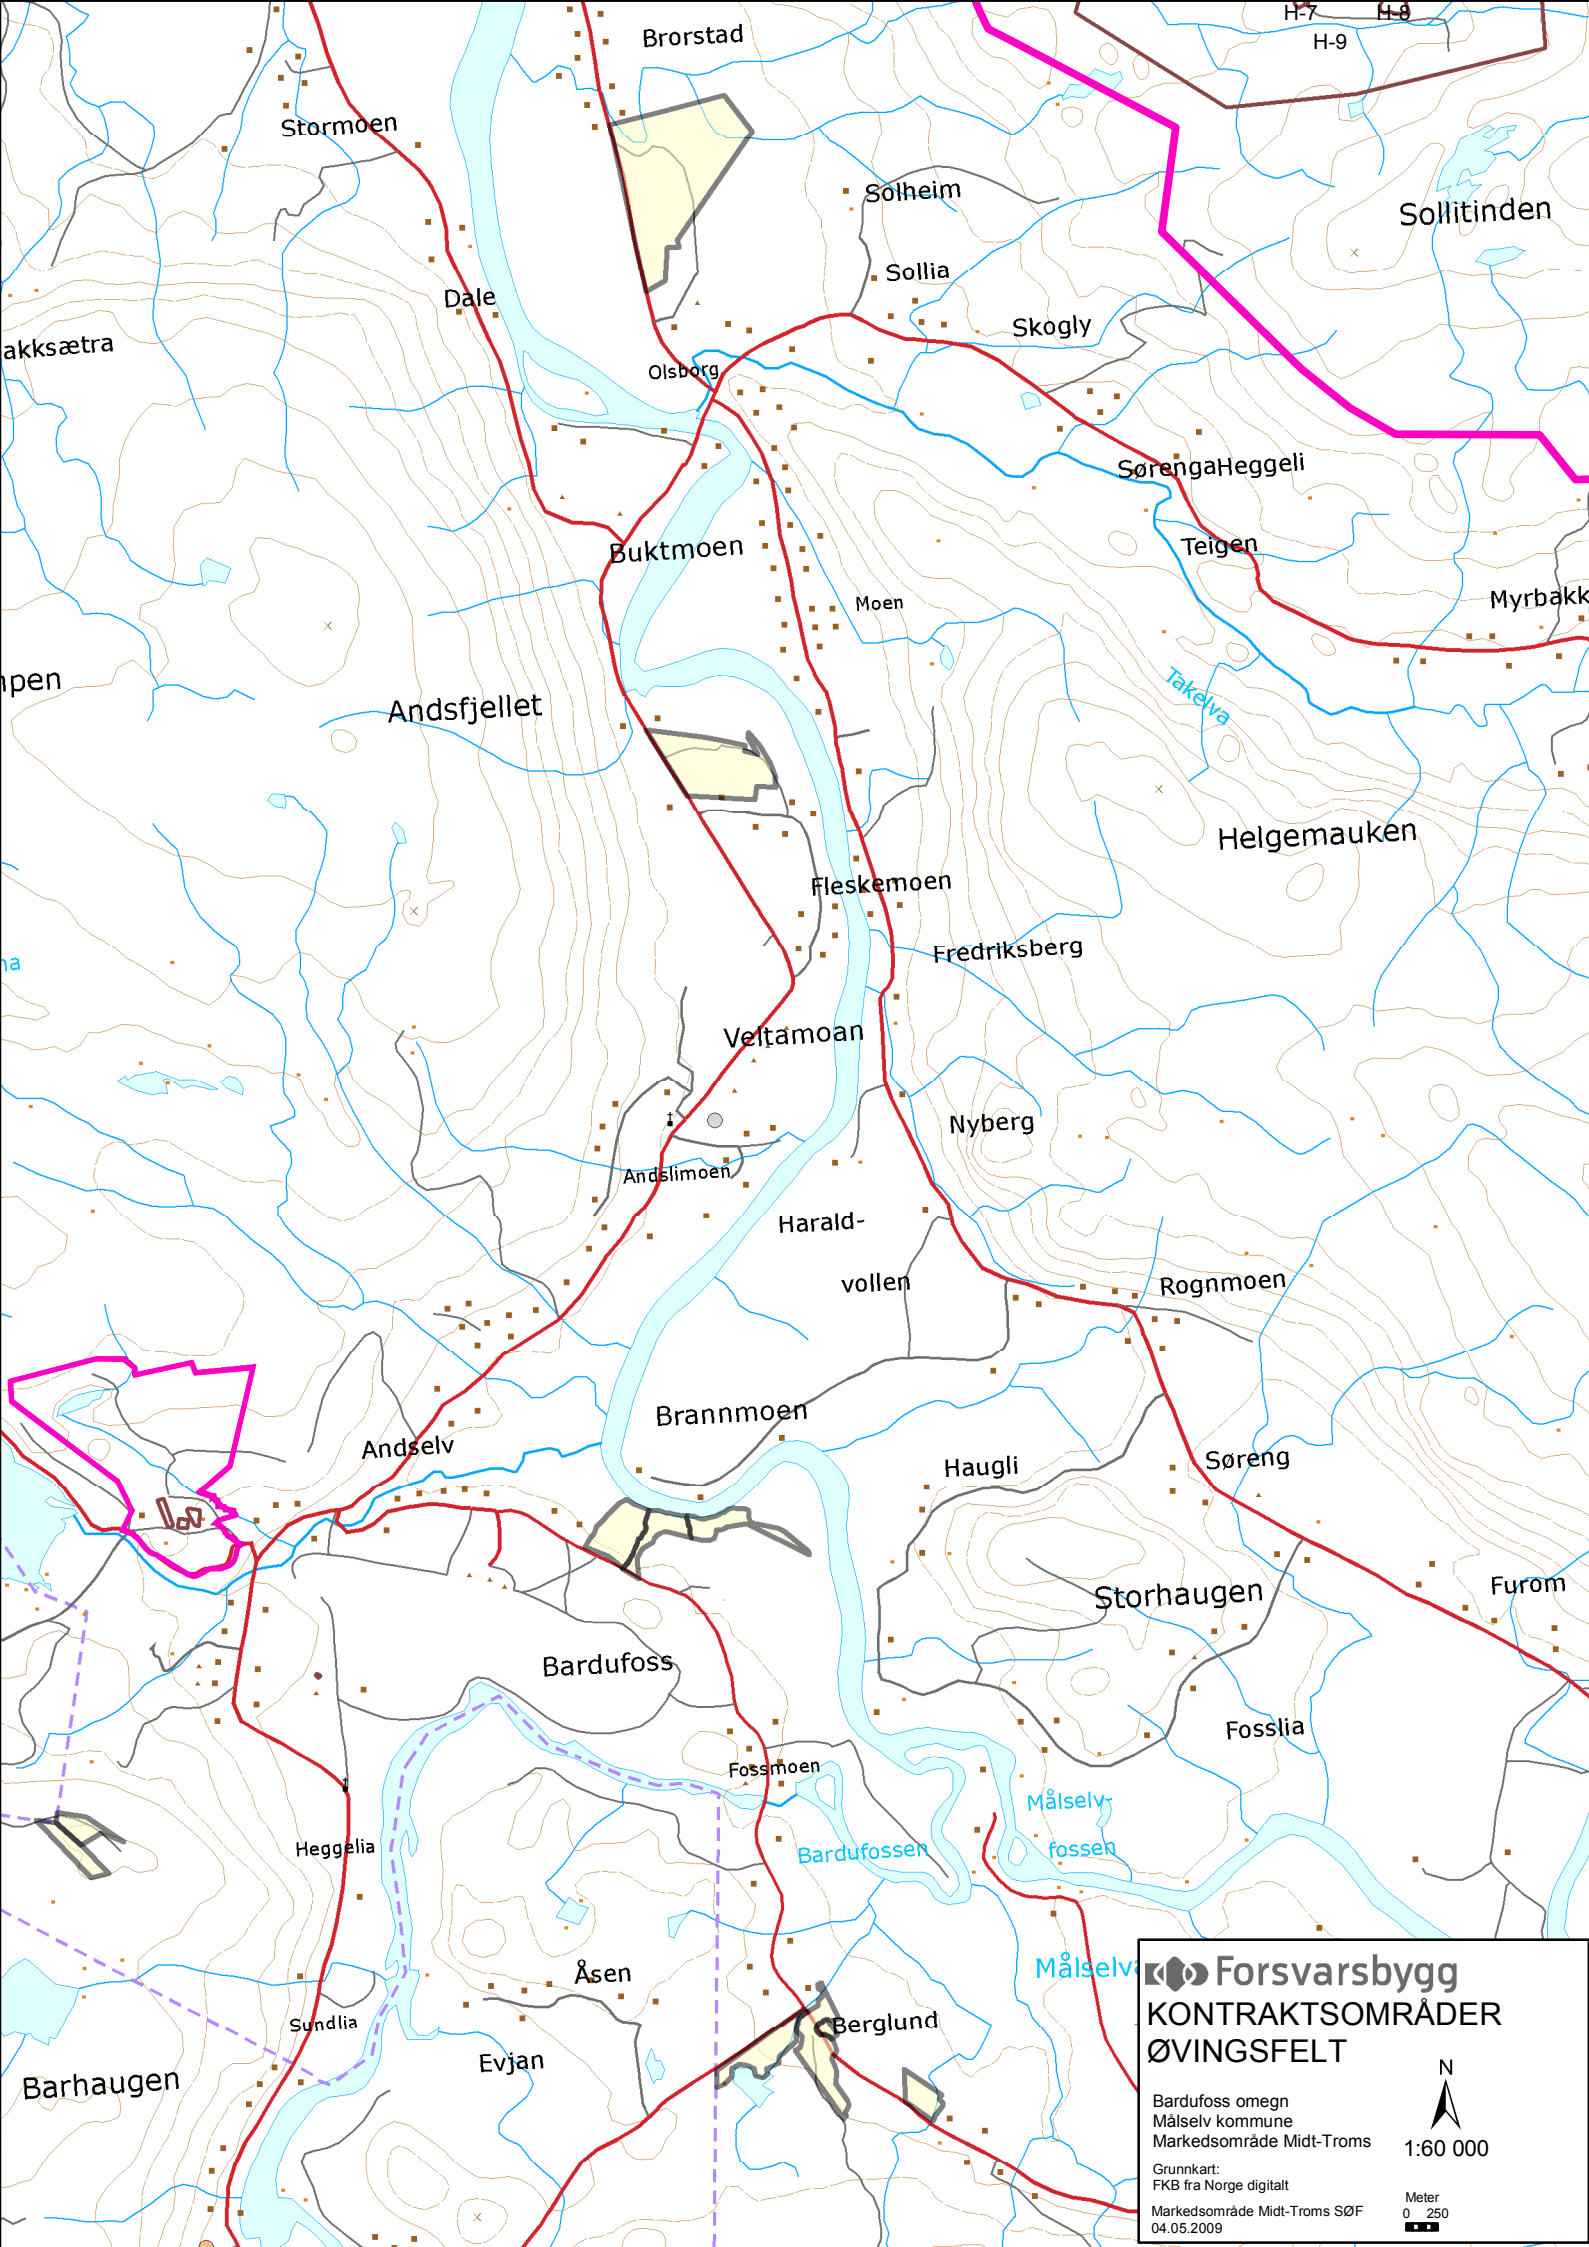 H-7
H-8
H-9
Brorstad
Stormoen
Solheim
Sollitinden
Sollia
Dale
Skogly
akksætra
Olsborg
SørengaHeggeli
Teigen
Buktmoen
Moen
Myrbakk
Takelva
pen
Andsfjellet
Helgemauken
Fleskemoen
Fredriksberg
na
Veltamoan
Nyberg
Andslimoen
Harald-
vollen
Rognmoen
Brannmoen
Andselv
Haugli
Søreng
Storhaugen
Furom
Bardufoss
Fosslia
Fossmoen
Målselv-
fossen
Heggelia
Bardufossen
Åsen
Målselva
Sundlia
Berglund
Evjan
Barhaugen
Forsvarsbygg
KONTRAKTSOMRÅDER
ØVINGSFELT
N
Bardufoss omegn
Målselv kommune
Markedsområde Midt-Troms
1:60 000
Grunnkart:
FKB fra Norge digitalt
Meter
0 250
Markedsområde Midt-Troms SØF
04.05.2009